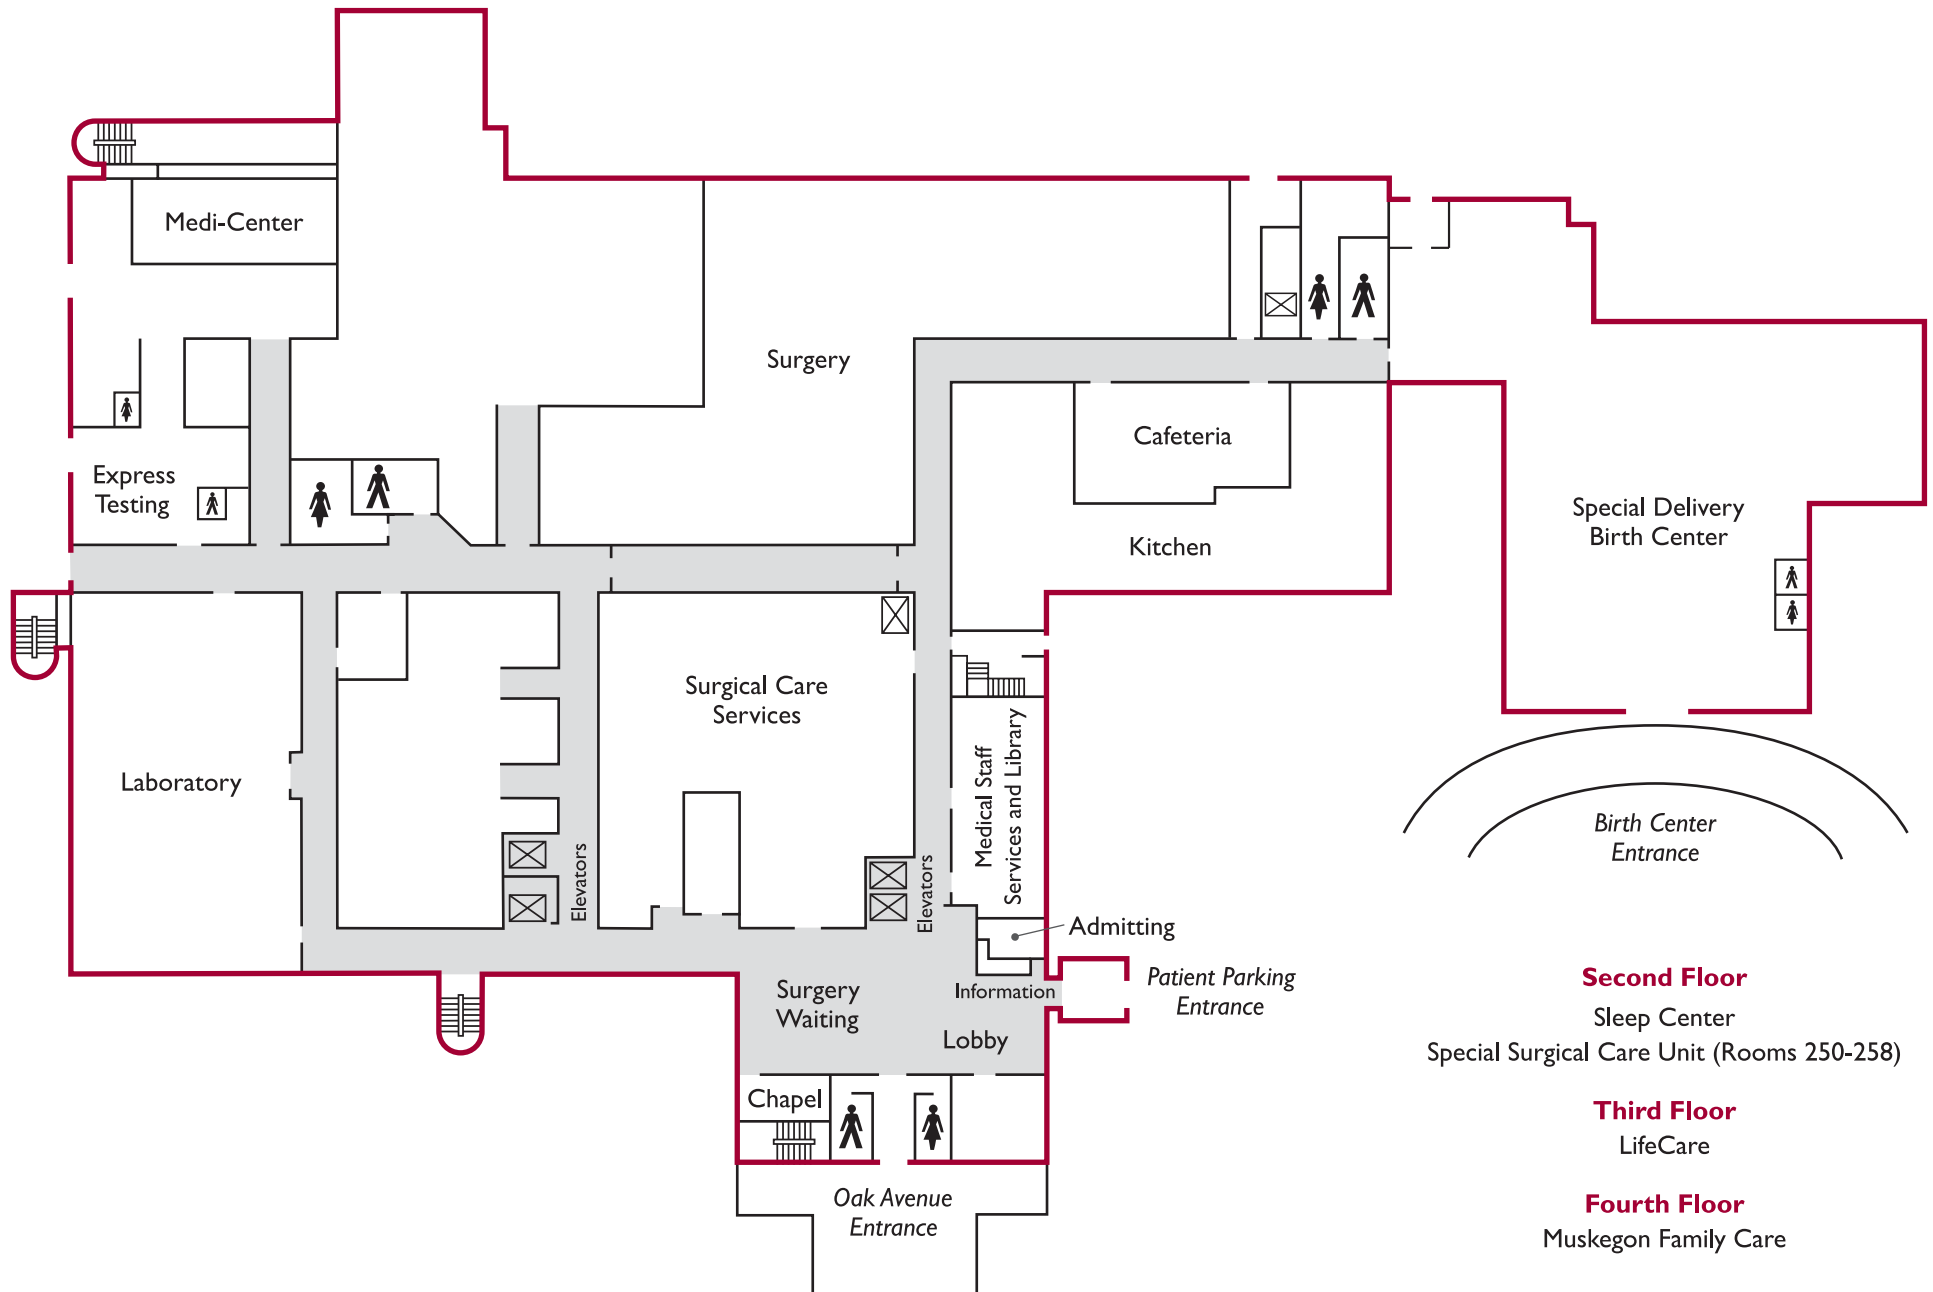 Medi-Center
Surgery
Cafeteria
Express
Testing
Kitchen
Special Delivery
Birth Center
Surgical Care
Services
Laboratory
Medical Staff
Services and Library
Elevators
Elevators
Birth Center
Entrance
Admitting
Information
Patient Parking
Entrance
Surgery
Waiting
Lobby
Chapel
Oak Avenue
Entrance
Second Floor
Sleep Center
Special Surgical Care Unit (Rooms 250-258)
Third Floor
LifeCare
Fourth Floor
Muskegon Family Care